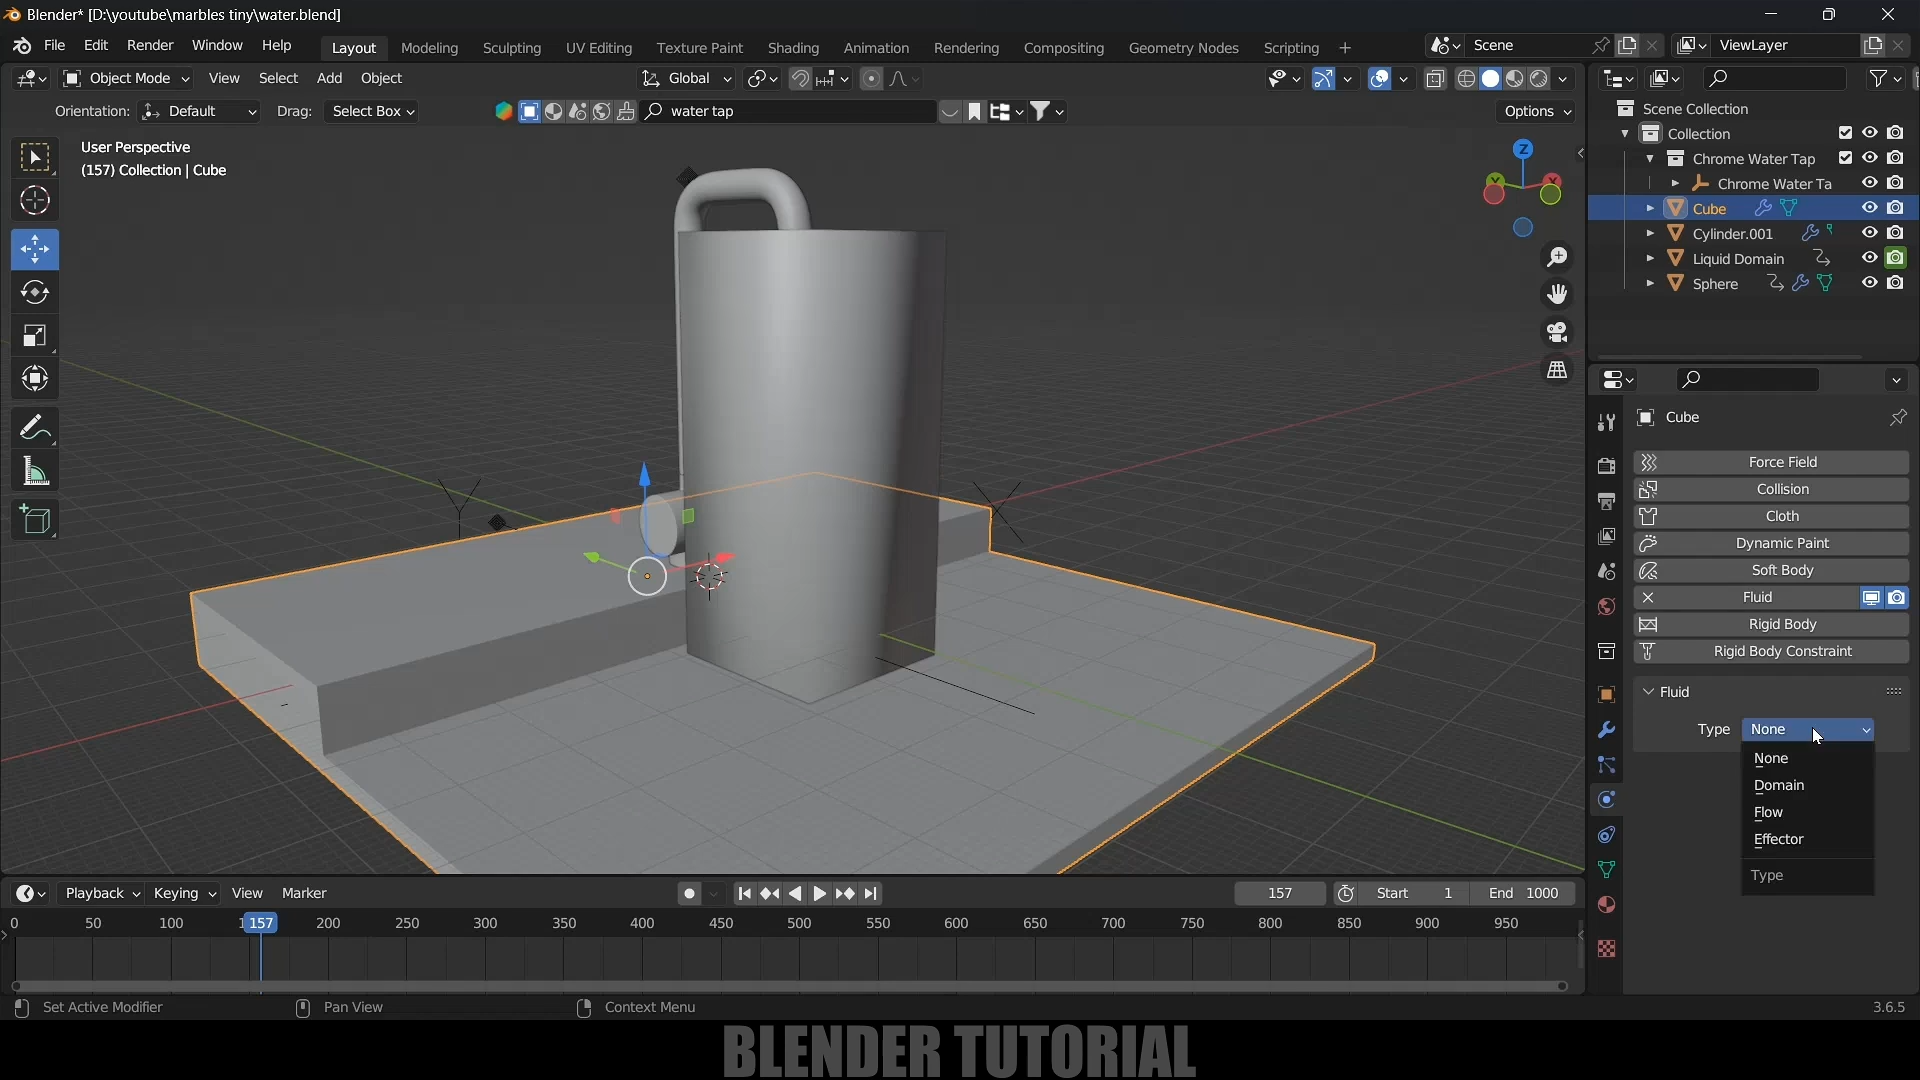 Blender* [D:\youtube\marbles tiny\water.blend]
File Edit Render Window Help Layout Modeling Sculpting UV Editing Texture Paint Shading Animation Rendering Compositing Geometry Nodes Scripting + Scene ViewLayer
Object Mode View Select Add Object Global
Orientation: Default Drag: Select Box water tap Options
User Perspective
(157) Collection | Cube
Z
Scene Collection
Collection
Chrome Water Tap
Chrome Water Ta
Cube
Cylinder.001
Liquid Domain
Sphere
Cube
Force Field
Collision
Cloth
Dynamic Paint
Soft Body
Fluid
Rigid Body
Rigid Body Constraint
Fluid
Type None
None
Domain
Flow
Effector
Type
Playback Keying View Marker 157 Start 1 End 1000
0 50 100 157 200 250 300 350 400 450 500 550 600 650 700 750 800 850 900 950
Set Active Modifier Pan View Context Menu 3.6.5
BLENDER TUTORIAL